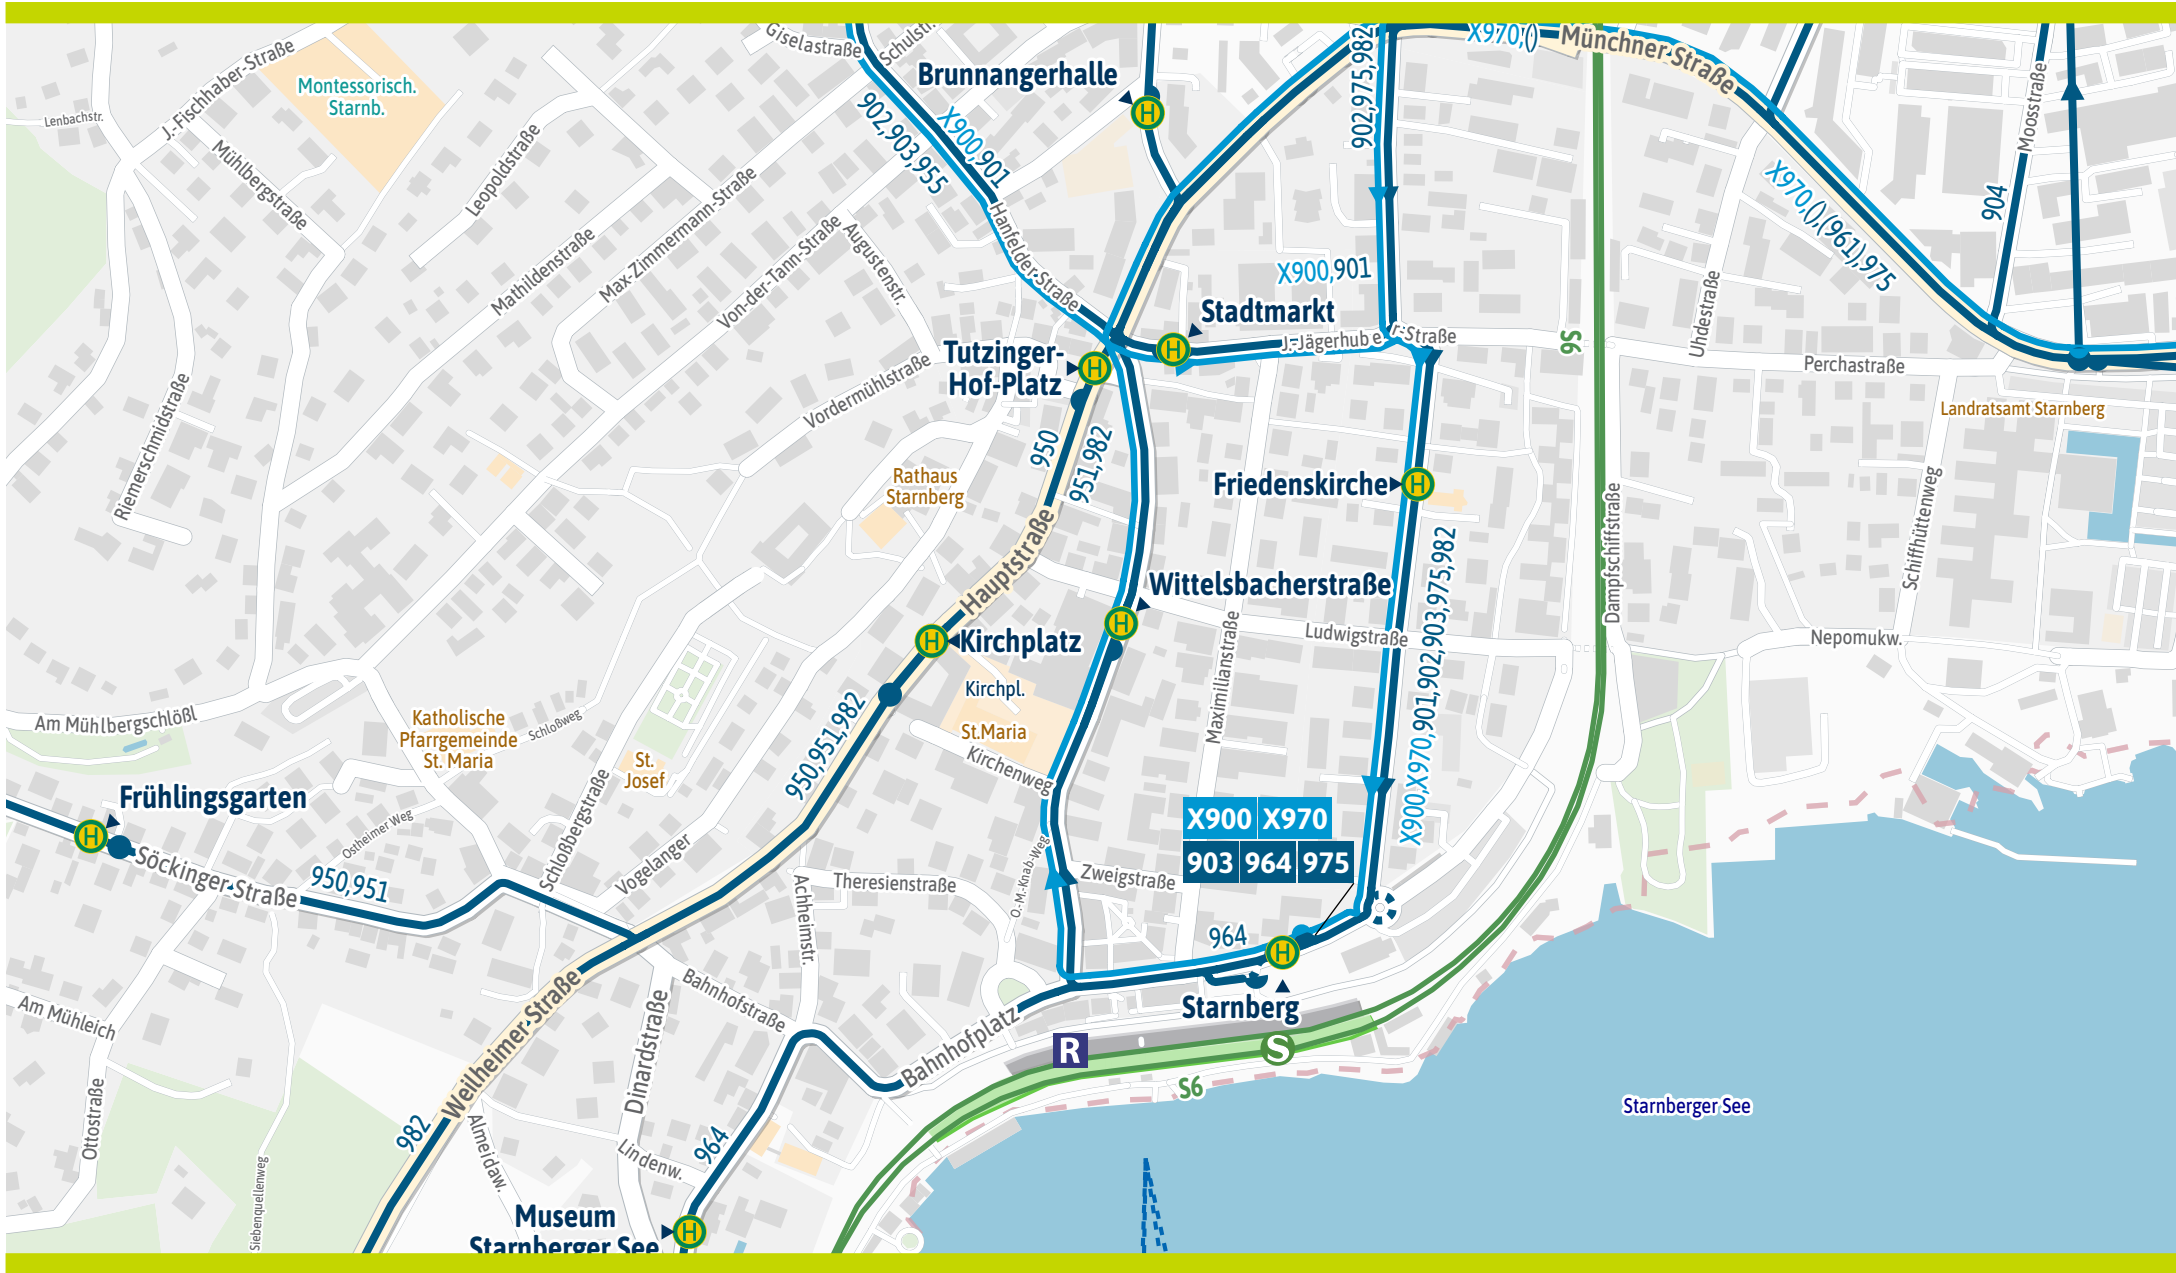 Giselastraße
Schulstr.
X970,()
Münchner-Straße
J.-Fischhaber-Straße
Montessorisch.
Starnb.
Brunnangerhalle
902,975,982
Lenbachstr.
Mühlbergstraße
Leopoldstraße
902,903,955
X900,901
Moosstraße
Max-Zimmermann-Straße
Mathildenstraße
Von-der-Tann-Straße
Augustenstr.
Hanfelder-Straße
X900,901
X970,(),(961),975
904
Uhdestraße
Stadtmarkt
J.-Jägerhuber-Straße
S6
Perchastraße
Tutzinger-
Hof-Platz
Vordermühlstraße
Riemerschmidstraße
Landratsamt Starnberg
950
951,982
Rathaus
Starnberg
Friedenskirche
Schiffhüttenweg
Dampfschiffstraße
Hauptstraße
Wittelsbacherstraße
X900,X970,901,902,903,975,982
Kirchplatz
Ludwigstraße
Maximilianstraße
Nepomukw.
Kirchpl.
St.Maria
Kirchenweg
Am Mühlbergschlößl
Katholische
Pfarrgemeinde
St. Maria
Schloßweg
St.
Josef
950,951,982
Frühlingsgarten
Ostheimer Weg
Schloßbergstraße
Vogelanger
X900 X970
903 964 975
O.-M.-Knab-Weg
Zweigstraße
Theresienstraße
Achheimstr.
Söckinger-Straße
950,951
964
Bahnhofstraße
Starnberg
Bahnhofplatz
R
S
S6
Am Mühleich
Weilheimer-Straße
Dinardstraße
Ottostraße
982
Almeidaw.
Lindenw.
964
Siebenquellenweg
Starnberger See
Museum
Starnberger See
H
H
H
H
H
H
H
H
H